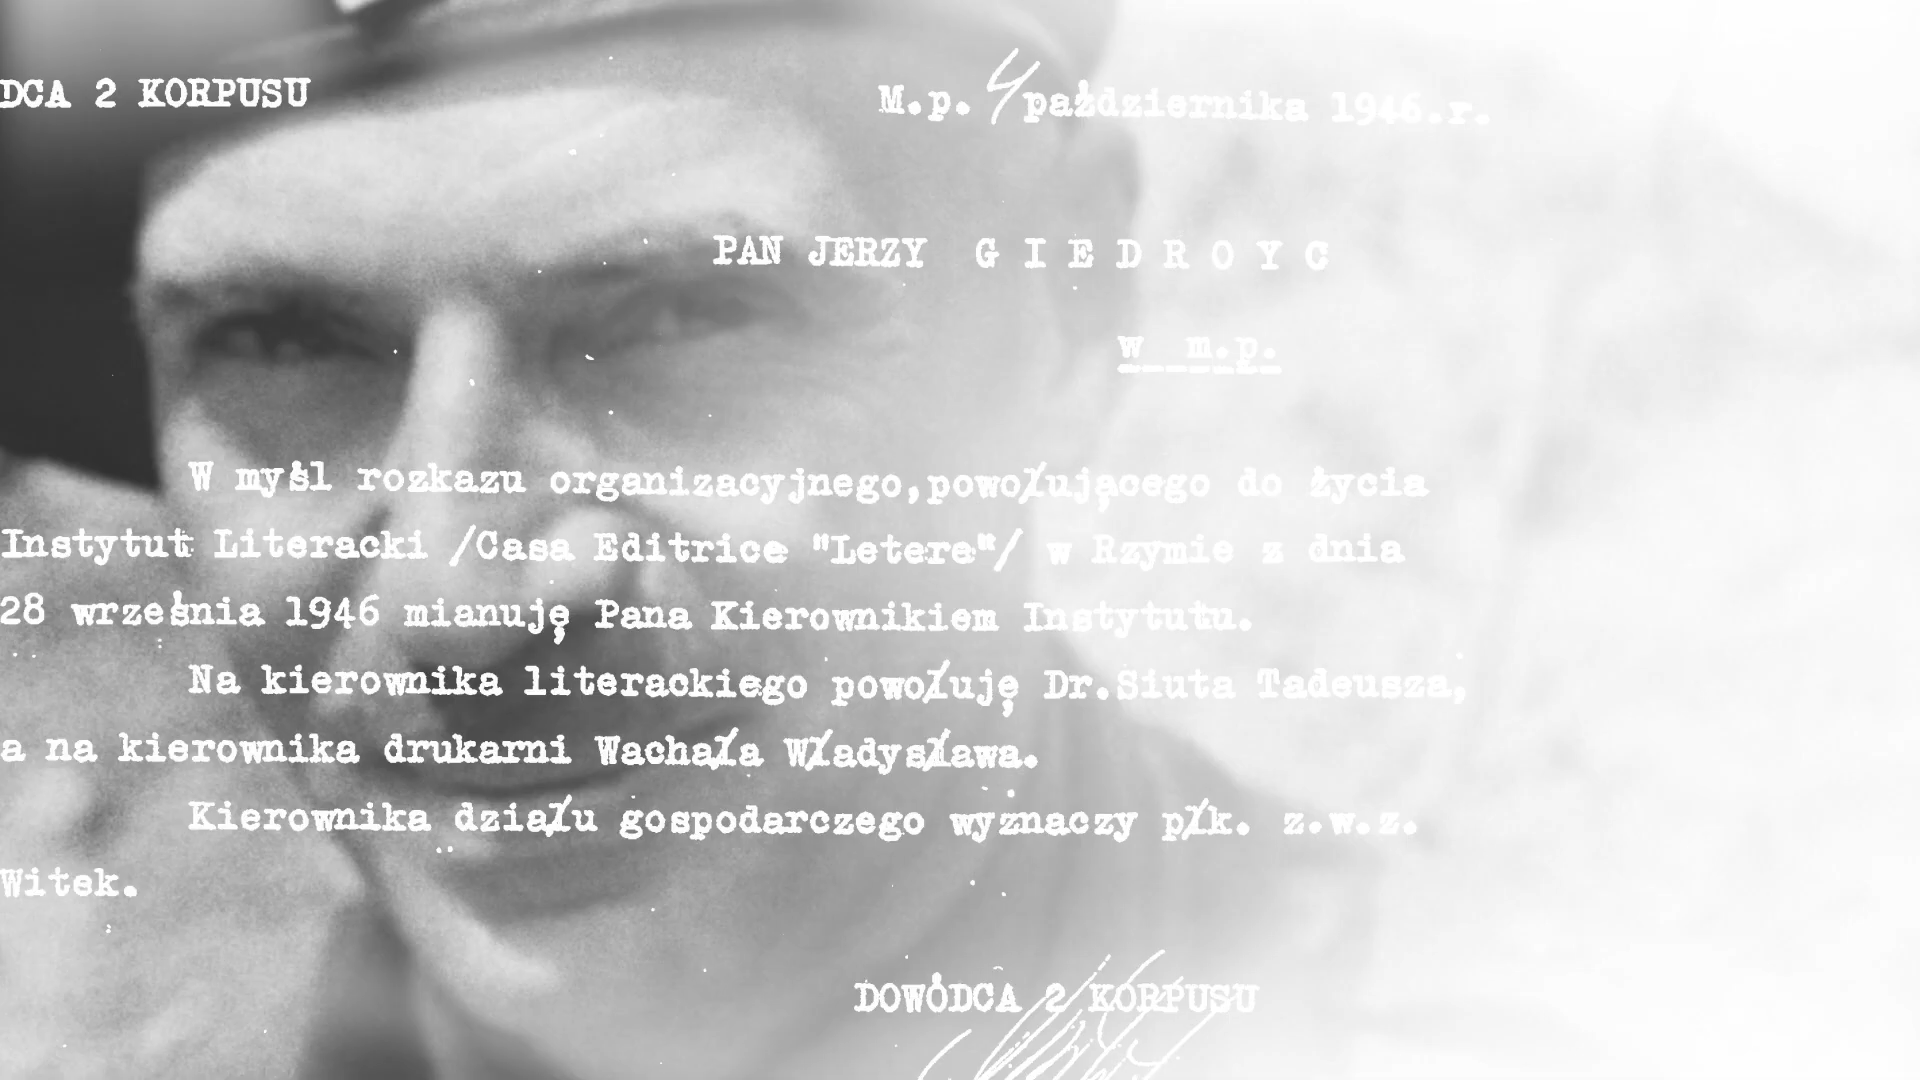 DCA 2 KORPUSU
M.p. 4 października 1946.r.
PAN JERZY G I E D R O Y C
w m.p.
W myśl rozkazu organizacyjnego,powołującego do życia
Instytut Literacki /Casa Editrice "Letere"/ w Rzymie z dnia
28 września 1946 mianuję Pana Kierownikiem Instytutu.
Na kierownika literackiego powołuję Dr.Siuta Tadeusza,
a na kierownika drukarni Wachała Władysława.
Kierownika działu gospodarczego wyznaczy płk. z.w.z.
Witek.
DOWÓDCA 2 KORPUSU